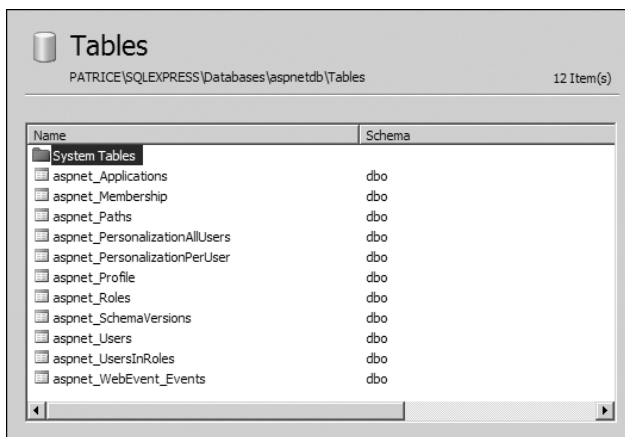 Tables
PATRICE\SQLEXPRESS\Databases\aspnetdb\Tables 12 Item(s)
Name Schema
System Tables
aspnet_Applications dbo
aspnet_Membership dbo
aspnet_Paths dbo
aspnet_PersonalizationAllUsers dbo
aspnet_PersonalizationPerUser dbo
aspnet_Profile dbo
aspnet_Roles dbo
aspnet_SchemaVersions dbo
aspnet_Users dbo
aspnet_UsersInRoles dbo
aspnet_WebEvent_Events dbo